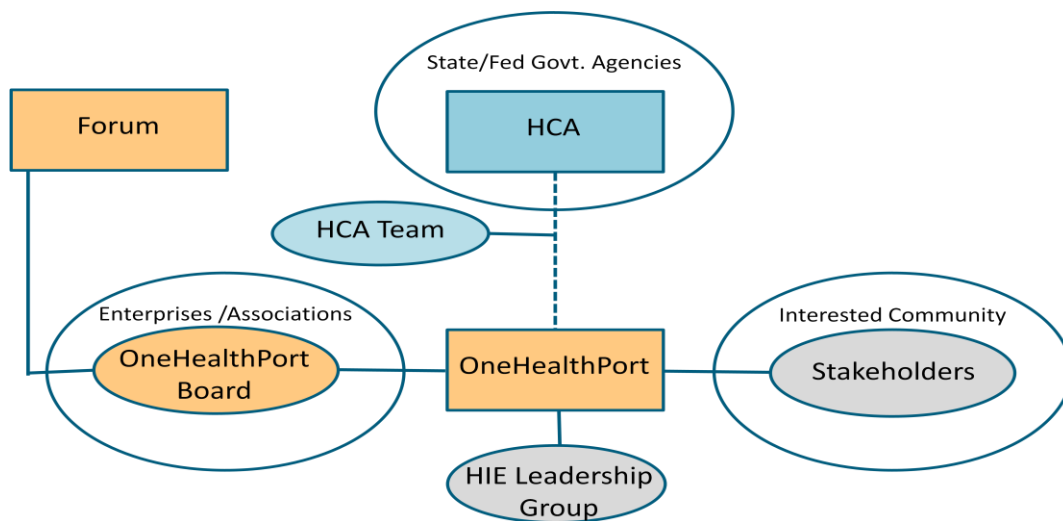 State/Fed Govt. Agencies
Forum
HCA
HCA Team
Enterprises /Associations
OneHealthPort
Board
OneHealthPort
Interested Community
Stakeholders
HIE Leadership
Group